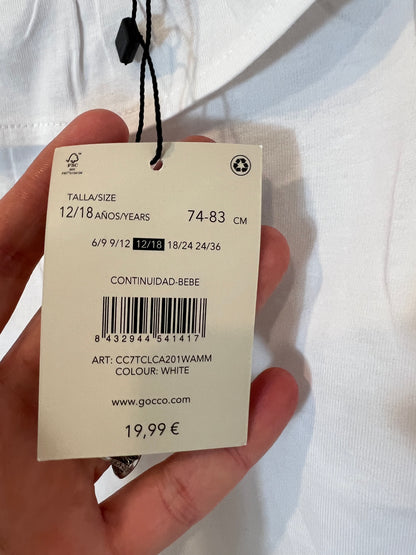 FSC
TALLA/SIZE
12/18 AÑOS/YEARS 74-83 CM
6/9 9/12 12/18 18/24 24/36
CONTINUIDAD-BEBE
8 432944 541417
ART: CC7TCLCA201WAMM
COLOUR: WHITE
www.gocco.com
19,99 €